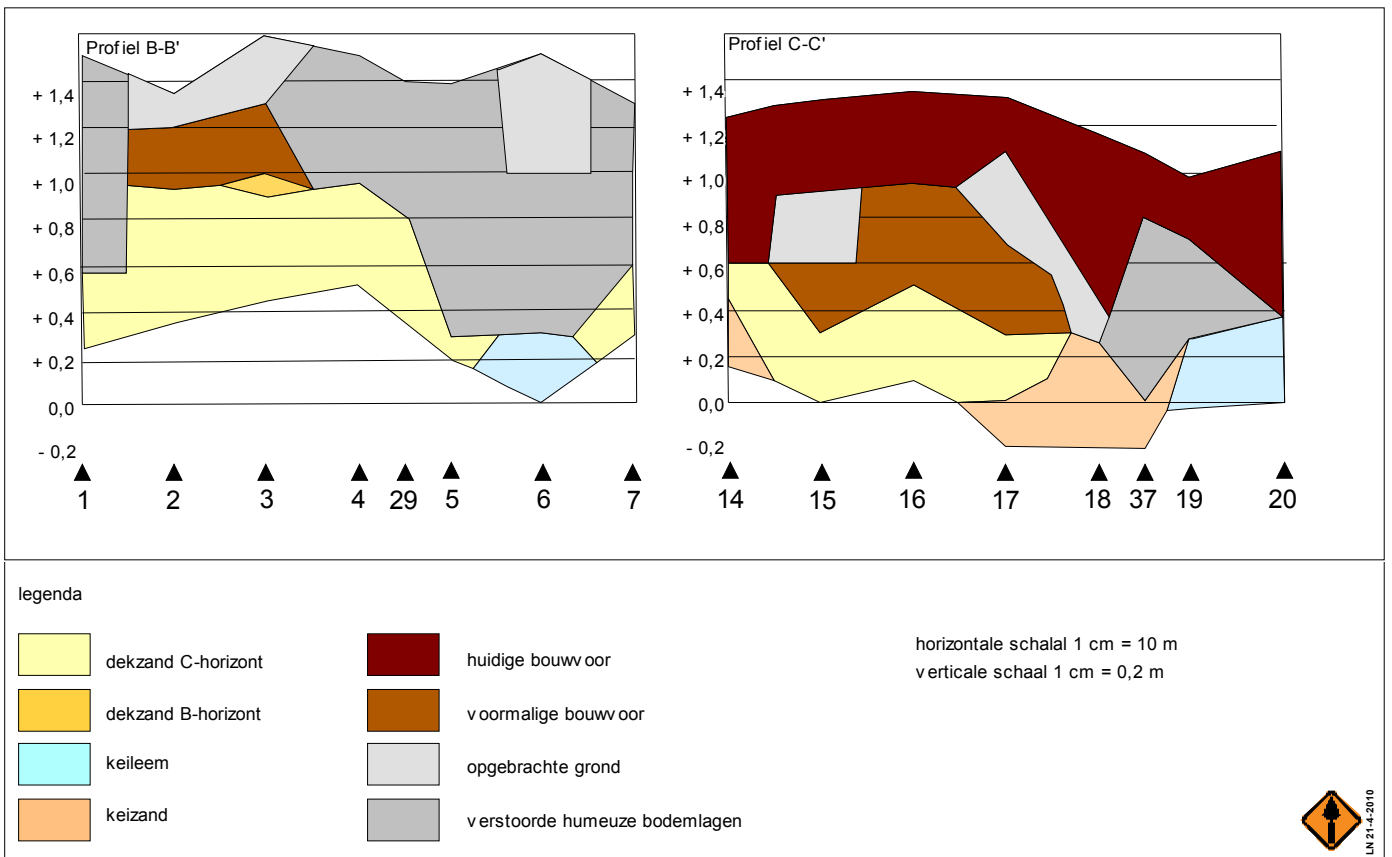 Profiel B-B'
+ 1,4
+ 1,2
+ 1,0
+ 0,8
+ 0,6
+ 0,4
+ 0,2
0,0
- 0,2
1 2 3 4 29 5 6 7
Profiel C-C'
+ 1,4
+ 1,2
+ 1,0
+ 0,8
+ 0,6
+ 0,4
+ 0,2
0,0
- 0,2
14 15 16 17 18 37 19 20
legenda
dekzand C-horizont
dekzand B-horizont
keileem
keizand
huidige bouwvoor
voormalige bouwvoor
opgebrachte grond
verstoorde humeuze bodemlagen
horizontale schalal 1 cm = 10 m
verticale schaal 1 cm = 0,2 m
LN 21-4-2010